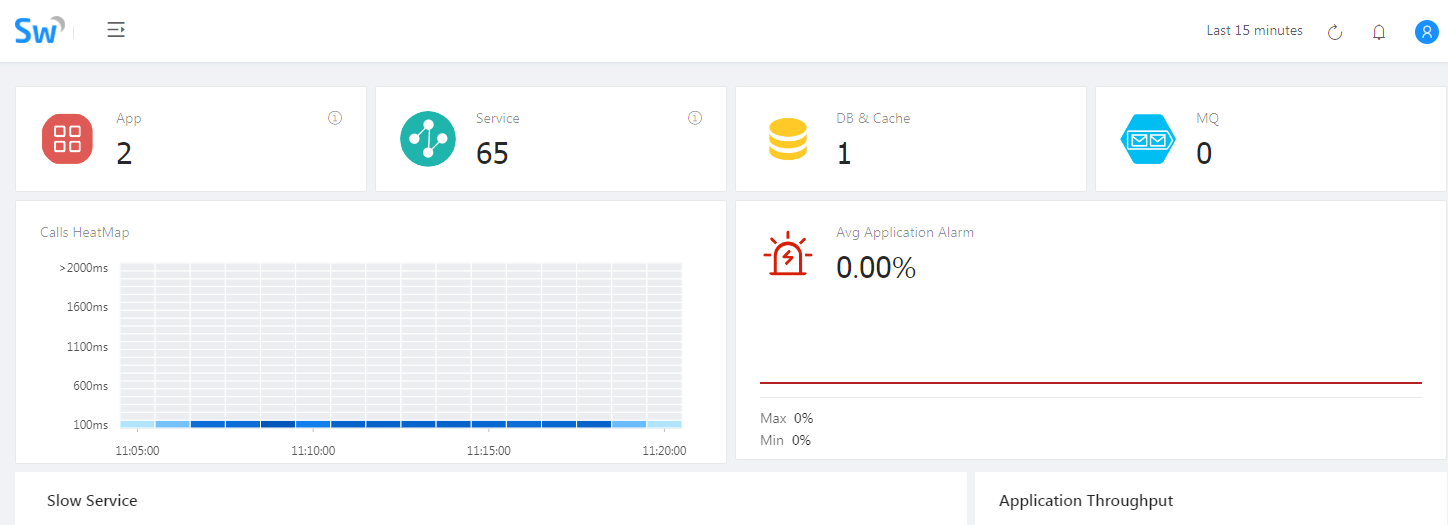 Sw
Last 15 minutes
App
2
Service
65
DB & Cache
1
MQ
0
Calls HeatMap
>2000ms
1600ms
1100ms
600ms
100ms
11:05:00
11:10:00
11:15:00
11:20:00
Avg Application Alarm
0.00%
Max 0%
Min 0%
Slow Service
Application Throughput